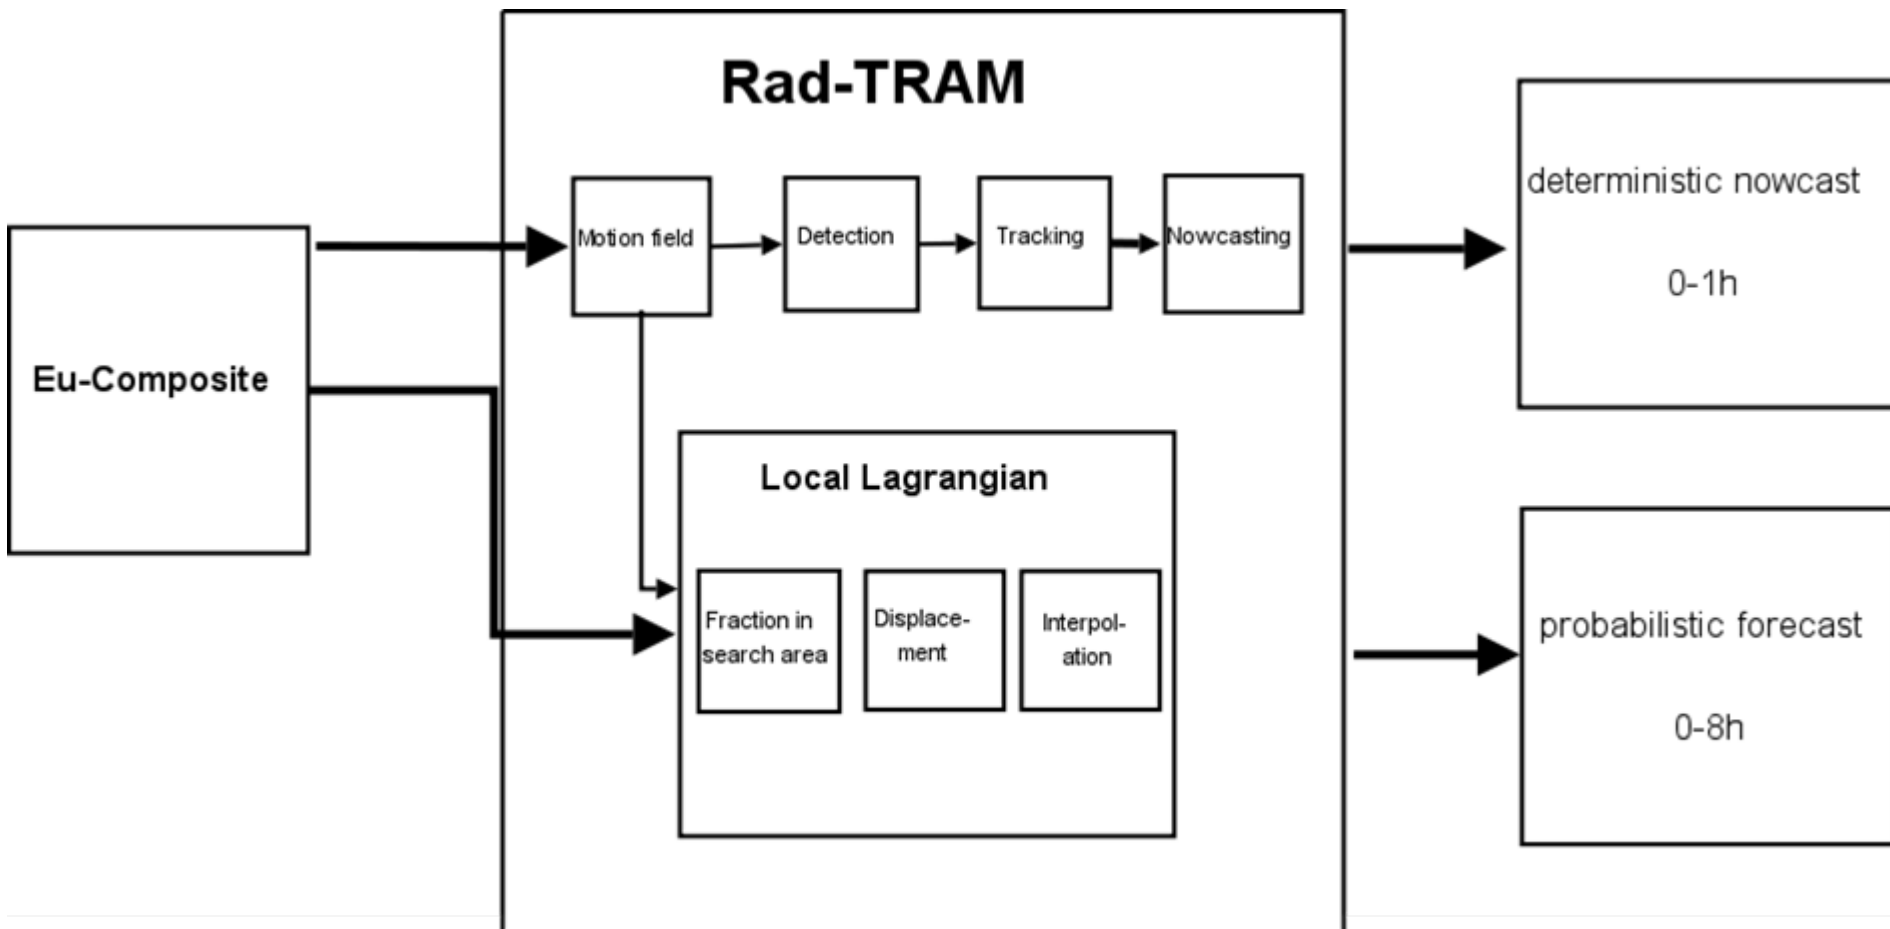 Rad-TRAM
Eu-Composite
Motion field
Detection
Tracking
Nowcasting
deterministic nowcast
0-1h
Local Lagrangian
Fraction in
search area
Displace-
ment
Interpol-
ation
probabilistic forecast
0-8h